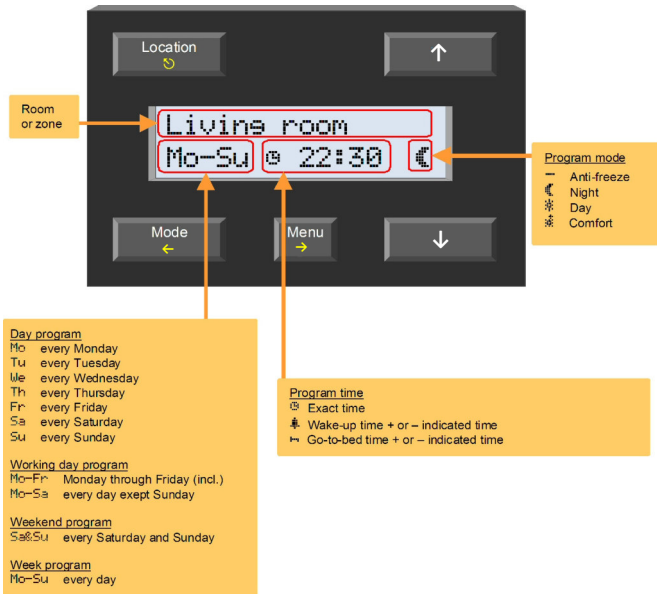 Location
↑
Room
or zone
Living room
Mo-Su 22:30
Program mode
– Anti-freeze
Night
Day
Comfort
Mode
←
Menu
→
↓
Day program
Mo every Monday
Tu every Tuesday
We every Wednesday
Th every Thursday
Fr every Friday
Sa every Saturday
Su every Sunday
Working day program
Mo-Fr Monday through Friday (incl.)
Mo-Sa every day exept Sunday
Weekend program
Sa&Su every Saturday and Sunday
Week program
Mo-Su every day
Program time
Exact time
Wake-up time + or – indicated time
Go-to-bed time + or – indicated time